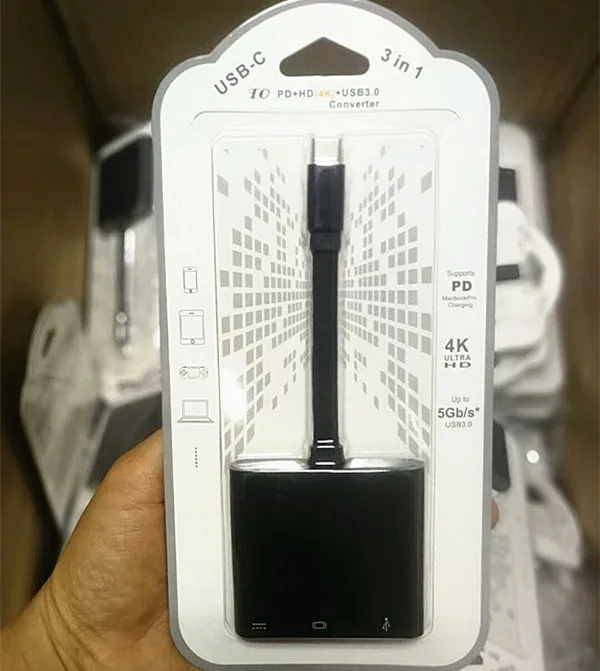 USB-C
3 in 1
TO PD+HD(4K)+USB3.0
Converter
Supports
PD
MacbookPro
Charging
4K
ULTRA
HD
Up to
5Gb/s*
USB3.0